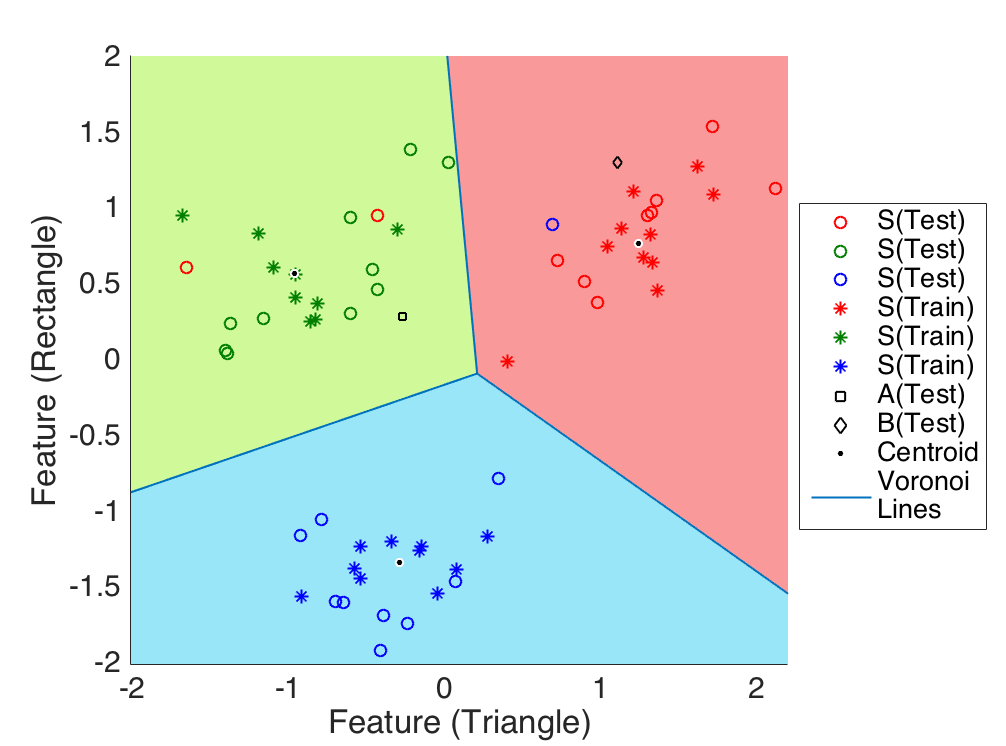 2
1.5
1
0.5
0
-0.5
-1
-1.5
-2
-2
-1
0
1
2
Feature (Rectangle)
Feature (Triangle)
S(Test)
S(Test)
S(Test)
S(Train)
S(Train)
S(Train)
A(Test)
B(Test)
Centroid
Voronoi
Lines